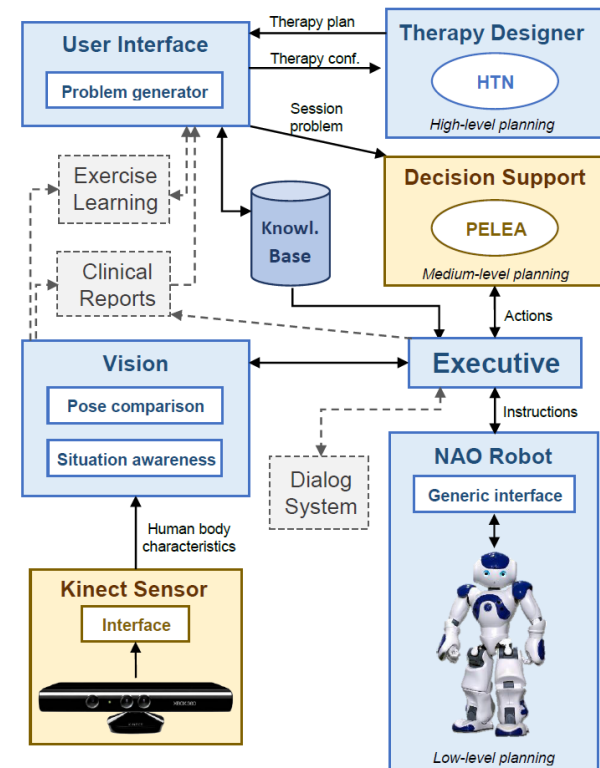 User Interface
Problem generator
Therapy plan
Therapy conf.
Therapy Designer
HTN
High-level planning
Session
problem
Decision Support
PELEA
Medium-level planning
Exercise
Learning
Knowl.
Base
Clinical
Reports
Actions
Vision
Pose comparison
Situation awareness
Executive
Instructions
Dialog
System
NAO Robot
Generic interface
Low-level planning
Human body
characteristics
Kinect Sensor
Interface
XBOX 360